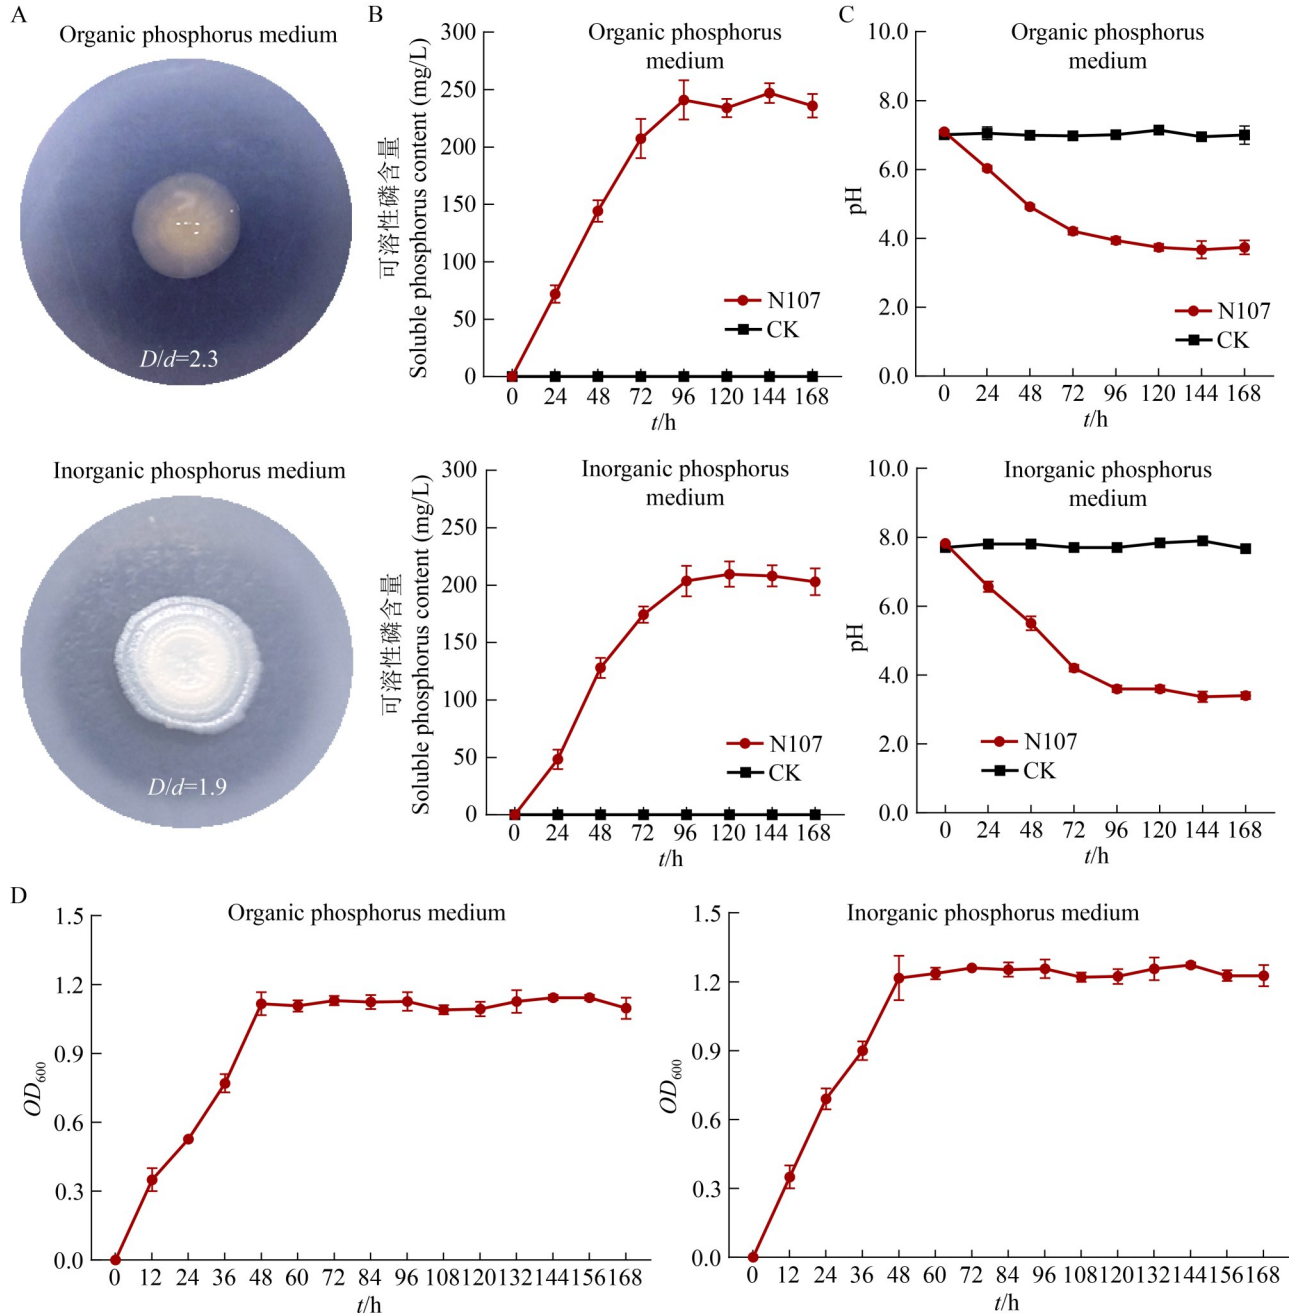 A
Organic phosphorus medium
D/d=2.3
Inorganic phosphorus medium
D/d=1.9
B
可溶性磷含量
Soluble phosphorus content (mg/L)
300
250
200
150
100
50
0
Organic phosphorus
medium
N107
CK
0 24 48 72 96 120 144 168
t/h
可溶性磷含量
Soluble phosphorus content (mg/L)
300
250
200
150
100
50
0
Inorganic phosphorus
medium
N107
CK
0 24 48 72 96 120 144 168
t/h
C
pH
10.0
8.0
6.0
4.0
2.0
0.0
Organic phosphorus
medium
N107
CK
0 24 48 72 96 120 144 168
t/h
pH
10.0
8.0
6.0
4.0
2.0
0.0
Inorganic phosphorus
medium
N107
CK
0 24 48 72 96 120 144 168
t/h
D
Organic phosphorus medium
OD600
1.5
1.2
0.9
0.6
0.3
0.0
0 12 24 36 48 60 72 84 96 108 120 132 144 156 168
t/h
Inorganic phosphorus medium
OD600
1.5
1.2
0.9
0.6
0.3
0.0
0 12 24 36 48 60 72 84 96 108 120 132 144 156 168
t/h